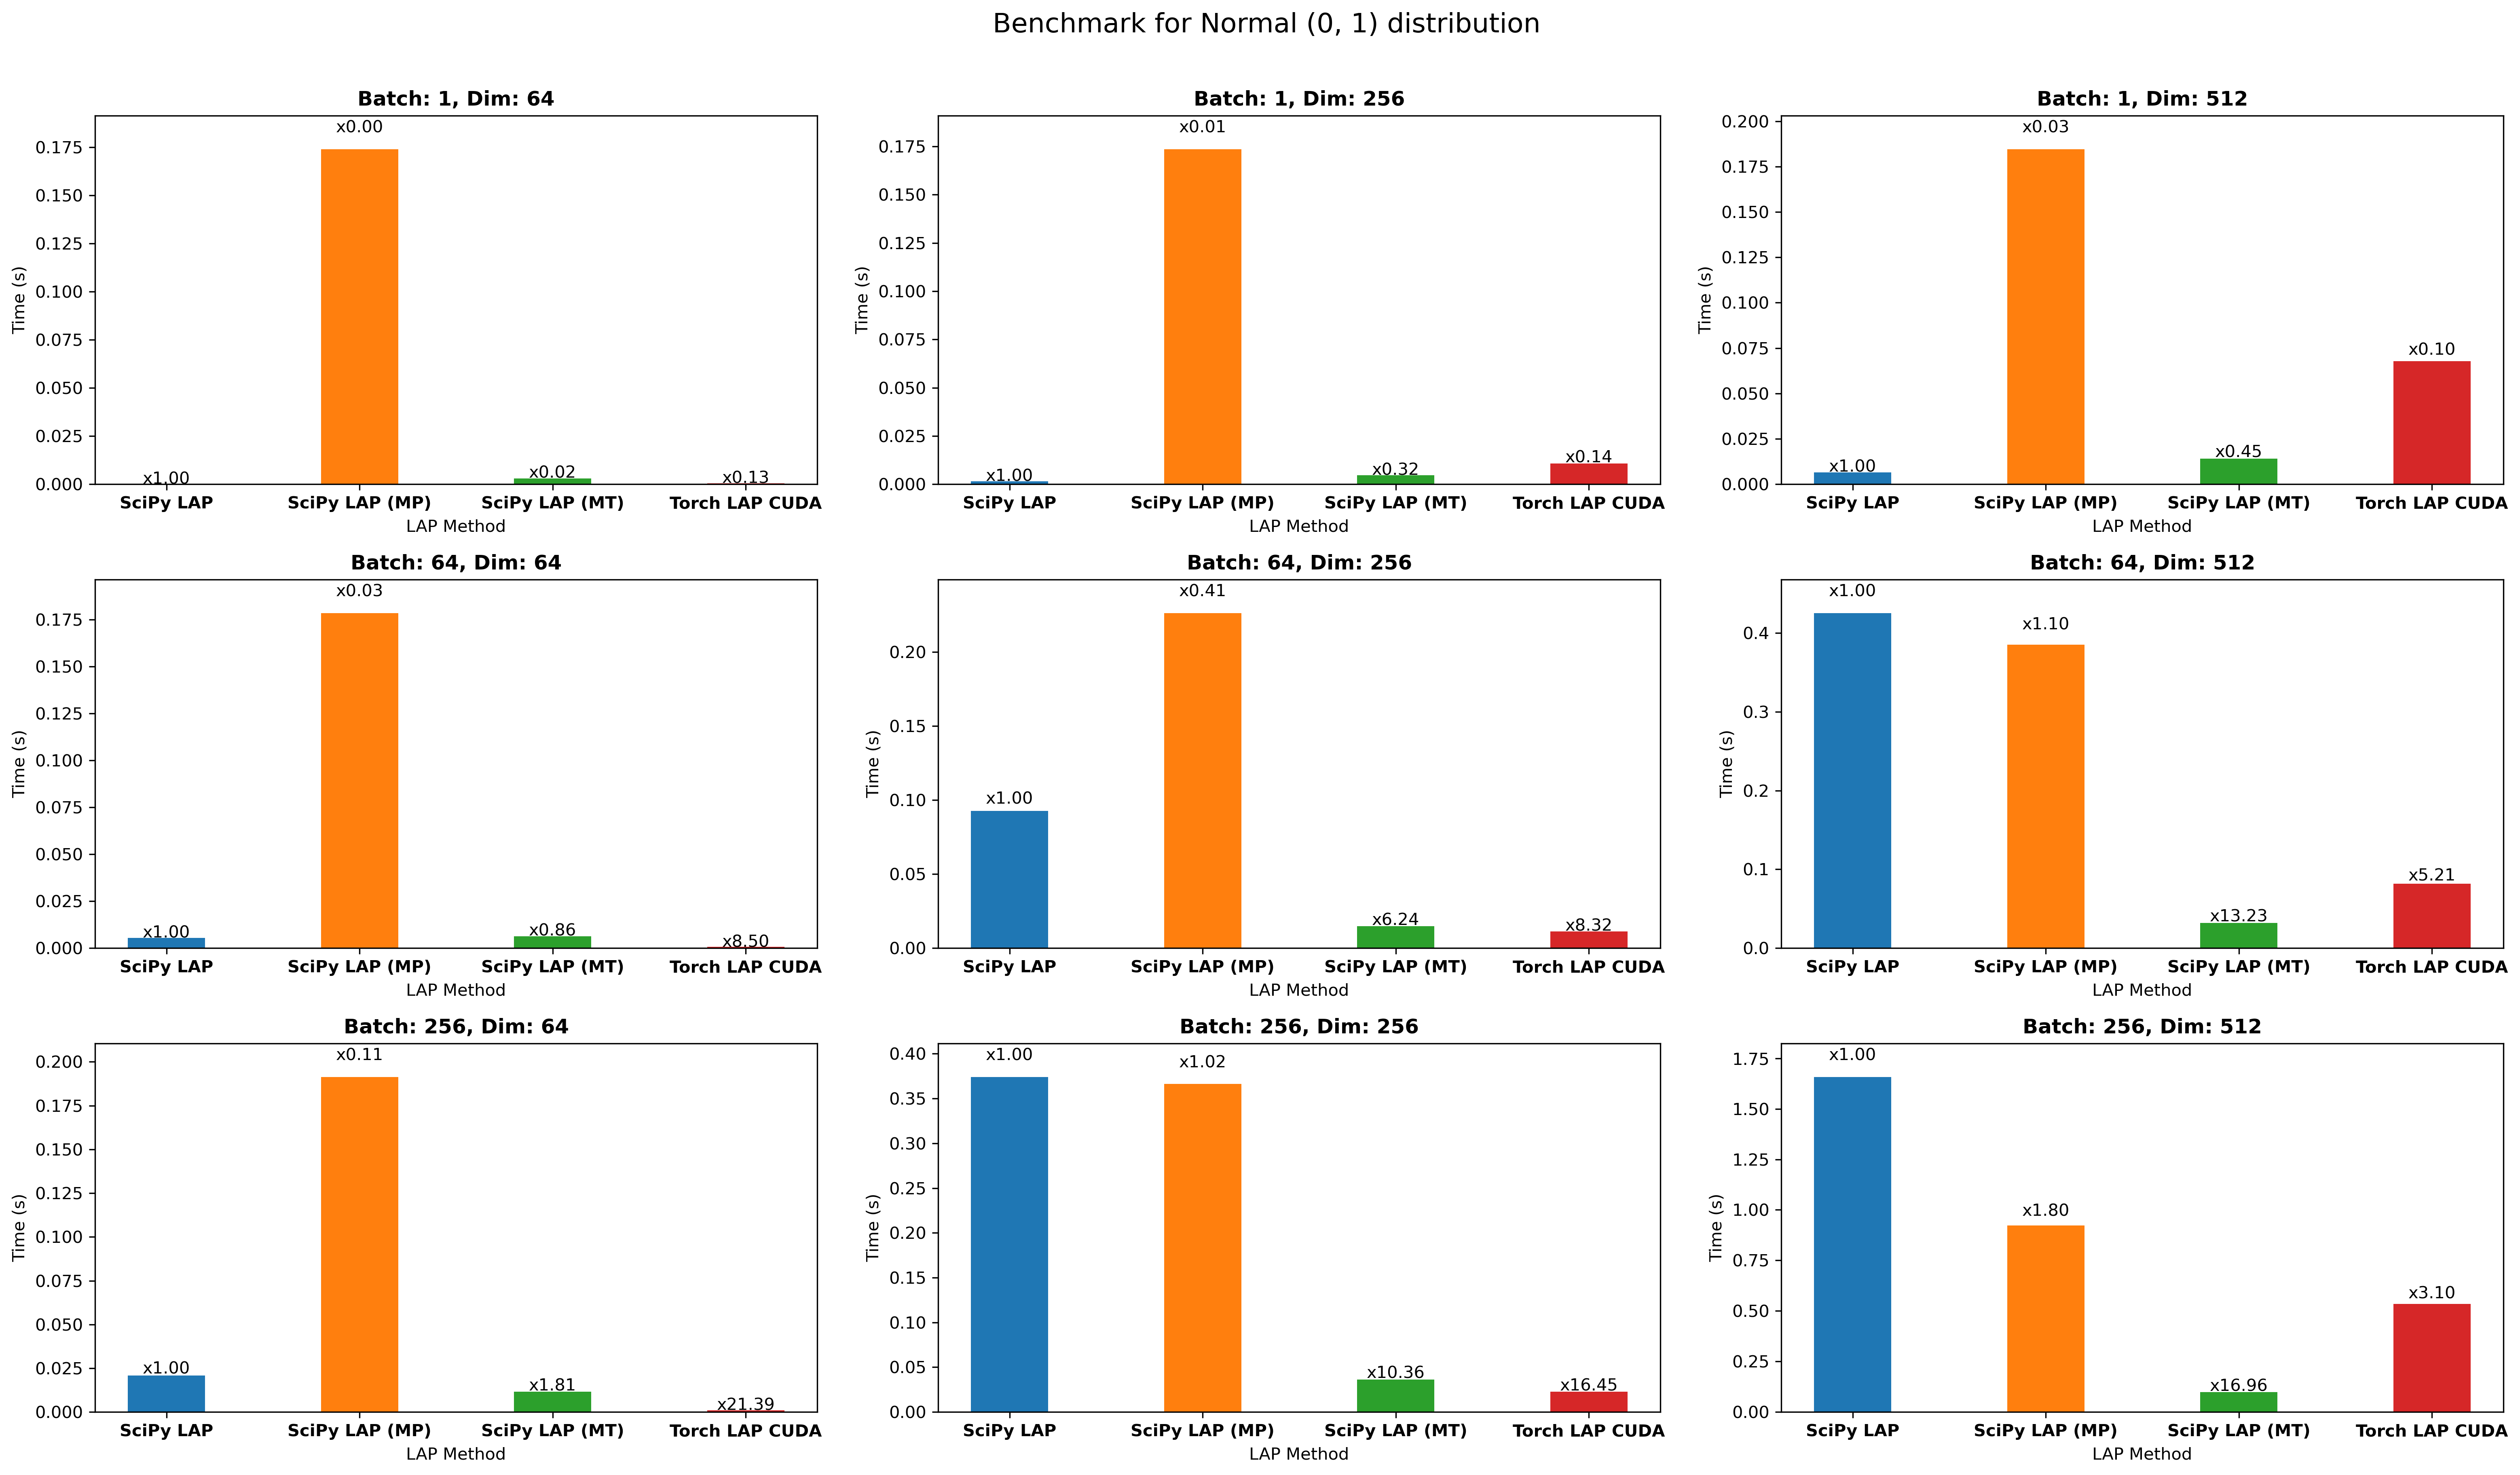 Benchmark for Normal (0, 1) distribution
Batch: 1, Dim: 64
Time (s)
0.175
0.150
0.125
0.100
0.075
0.050
0.025
0.000
x1.00
x0.00
x0.02
x0.13
SciPy LAP
SciPy LAP (MP)
SciPy LAP (MT)
Torch LAP CUDA
LAP Method
Batch: 1, Dim: 256
Time (s)
0.175
0.150
0.125
0.100
0.075
0.050
0.025
0.000
x1.00
x0.01
x0.32
x0.14
SciPy LAP
SciPy LAP (MP)
SciPy LAP (MT)
Torch LAP CUDA
LAP Method
Batch: 1, Dim: 512
Time (s)
0.200
0.175
0.150
0.125
0.100
0.075
0.050
0.025
0.000
x1.00
x0.03
x0.45
x0.10
SciPy LAP
SciPy LAP (MP)
SciPy LAP (MT)
Torch LAP CUDA
LAP Method
Batch: 64, Dim: 64
Time (s)
0.175
0.150
0.125
0.100
0.075
0.050
0.025
0.000
x1.00
x0.03
x0.86
x8.50
SciPy LAP
SciPy LAP (MP)
SciPy LAP (MT)
Torch LAP CUDA
LAP Method
Batch: 64, Dim: 256
Time (s)
0.20
0.15
0.10
0.05
0.00
x1.00
x0.41
x6.24
x8.32
SciPy LAP
SciPy LAP (MP)
SciPy LAP (MT)
Torch LAP CUDA
LAP Method
Batch: 64, Dim: 512
Time (s)
0.4
0.3
0.2
0.1
0.0
x1.00
x1.10
x13.23
x5.21
SciPy LAP
SciPy LAP (MP)
SciPy LAP (MT)
Torch LAP CUDA
LAP Method
Batch: 256, Dim: 64
Time (s)
0.200
0.175
0.150
0.125
0.100
0.075
0.050
0.025
0.000
x1.00
x0.11
x1.81
x21.39
SciPy LAP
SciPy LAP (MP)
SciPy LAP (MT)
Torch LAP CUDA
LAP Method
Batch: 256, Dim: 256
Time (s)
0.40
0.35
0.30
0.25
0.20
0.15
0.10
0.05
0.00
x1.00
x1.02
x10.36
x16.45
SciPy LAP
SciPy LAP (MP)
SciPy LAP (MT)
Torch LAP CUDA
LAP Method
Batch: 256, Dim: 512
Time (s)
1.75
1.50
1.25
1.00
0.75
0.50
0.25
0.00
x1.00
x1.80
x16.96
x3.10
SciPy LAP
SciPy LAP (MP)
SciPy LAP (MT)
Torch LAP CUDA
LAP Method